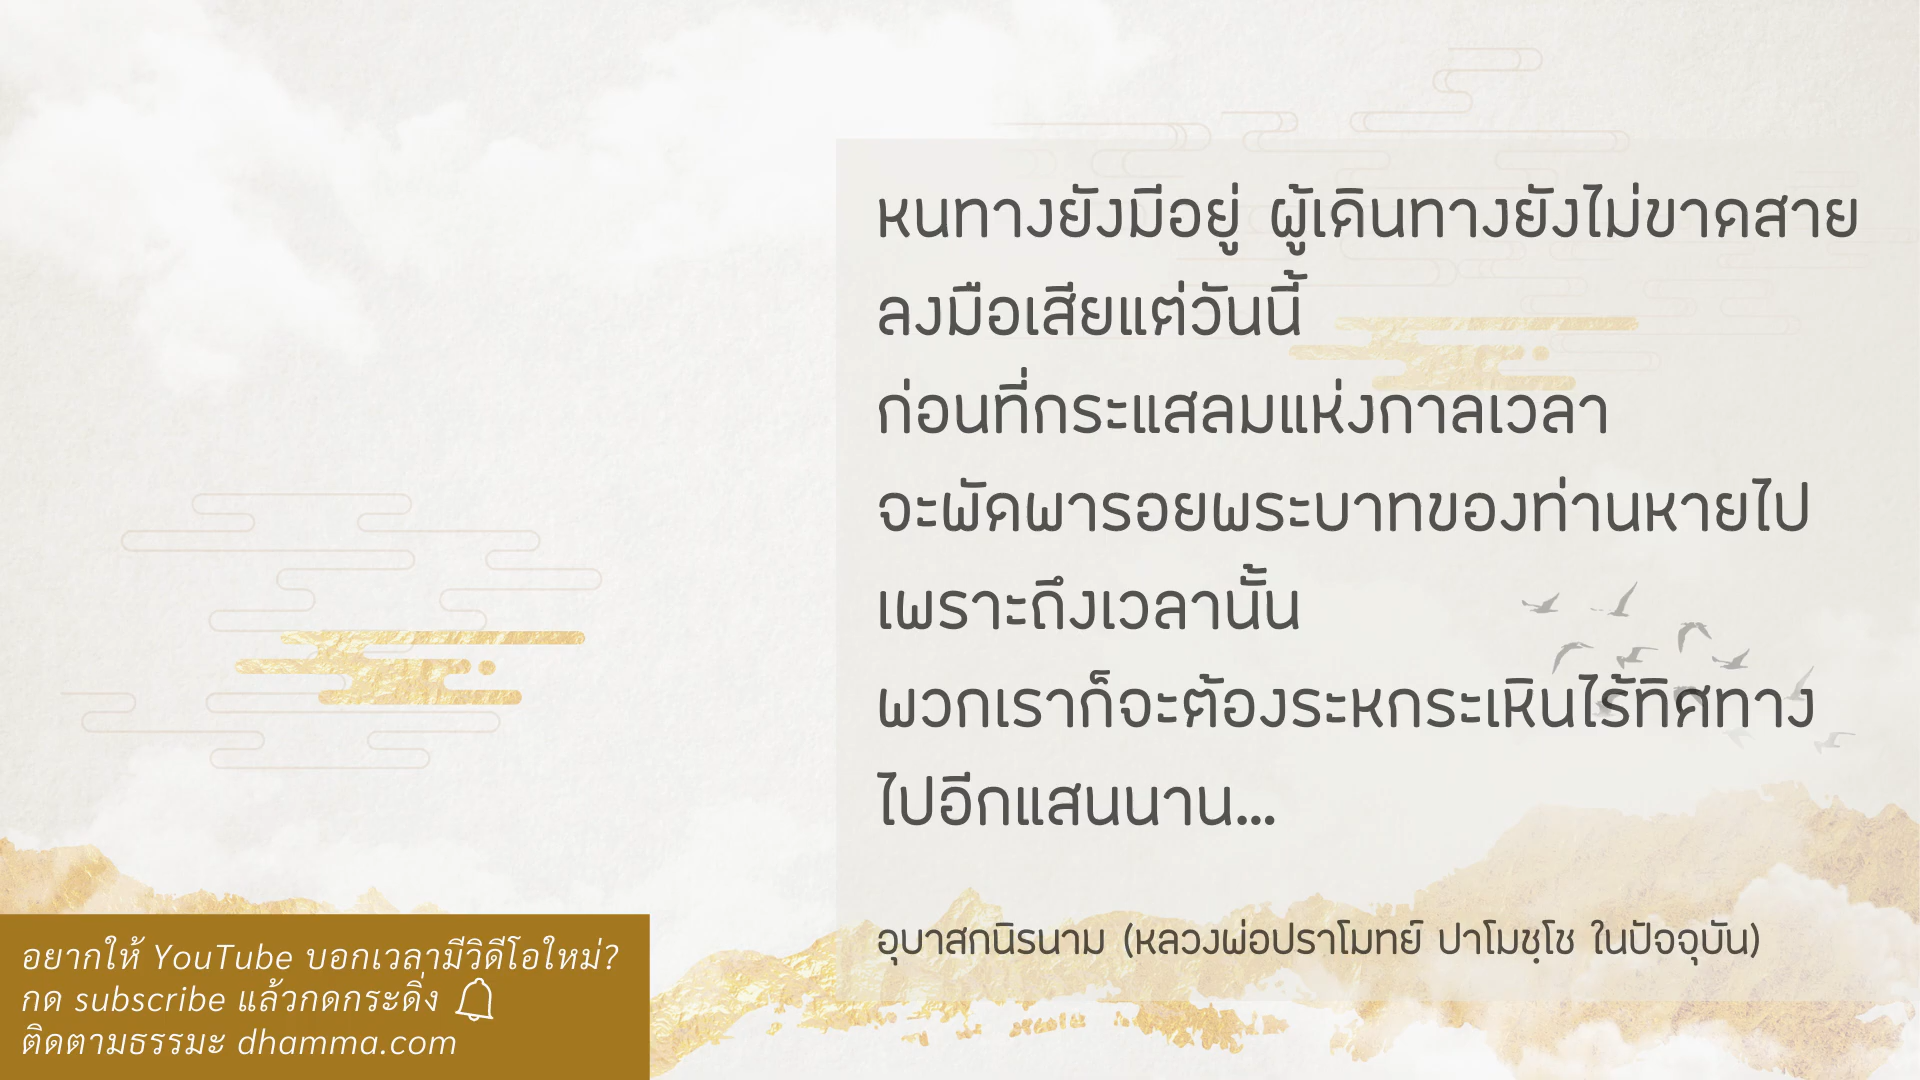 หนทางยังมีอยู่ ผู้เดินทางยังไม่ขาดสาย
ลงมือเสียแต่วันนี้
ก่อนที่กระแสลมแห่งกาลเวลา
จะพัดพารอยพระบาทของท่านหายไป
เพราะถึงเวลานั้น
พวกเราก็จะต้องระหกระเหินไร้ทิศทาง
ไปอีกแสนนาน...
อุบาสกนิรนาม (หลวงพ่อปราโมทย์ ปาโมชฺโช ในปัจจุบัน)
อยากให้ YouTube บอกเวลามีวิดีโอใหม่?
กด subscribe แล้วกดกระดิ่ง
ติดตามธรรมะ dhamma.com